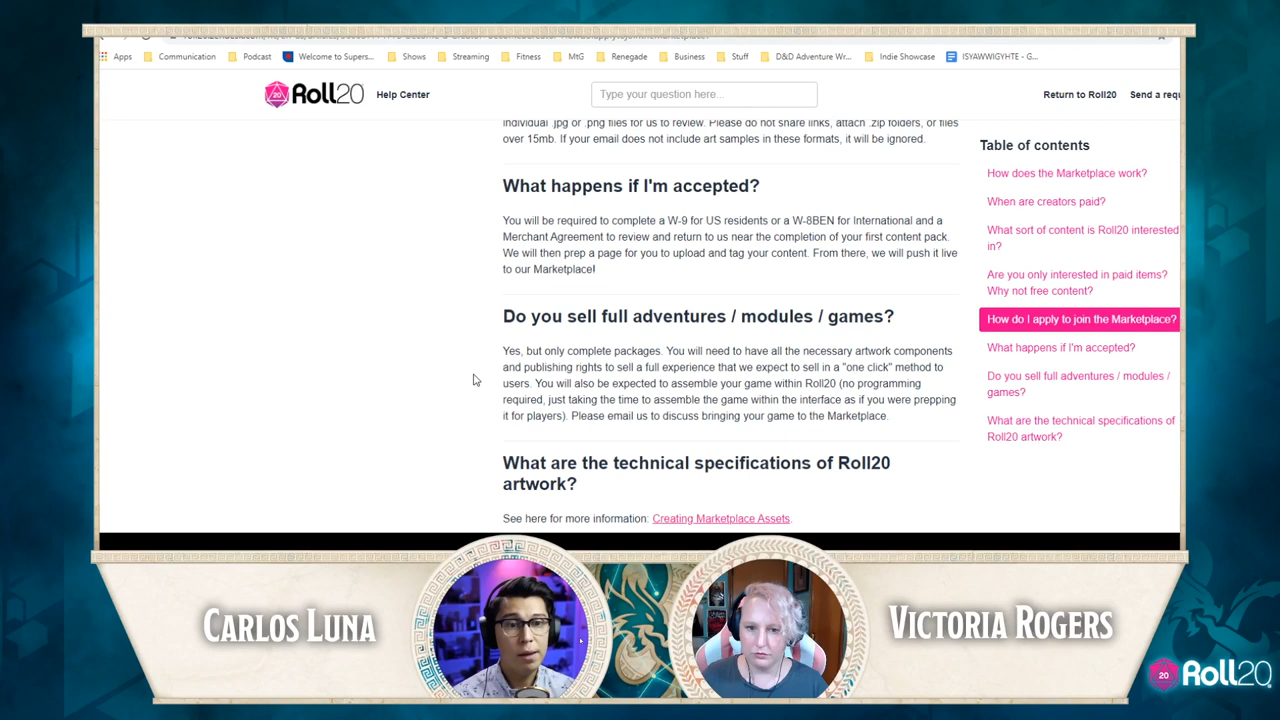 Apps Communication Podcast Welcome to Supers... Shows Streaming Fitness MtG Renegade Business Stuff D&D Adventure Wr... Indie Showcase ISYAWWIGYHTE - G...
Roll20 Help Center Type your question here... Return to Roll20 Send a requ
individual .jpg or .png files for us to review. Please do not share links, attach .zip folders, or files
over 15mb. If your email does not include art samples in these formats, it will be ignored.
What happens if I'm accepted?
You will be required to complete a W-9 for US residents or a W-8BEN for International and a
Merchant Agreement to review and return to us near the completion of your first content pack.
We will then prep a page for you to upload and tag your content. From there, we will push it live
to our Marketplace!
Do you sell full adventures / modules / games?
Yes, but only complete packages. You will need to have all the necessary artwork components
and publishing rights to sell a full experience that we expect to sell in a "one click" method to
users. You will also be expected to assemble your game within Roll20 (no programming
required, just taking the time to assemble the game within the interface as if you were prepping
it for players). Please email us to discuss bringing your game to the Marketplace.
What are the technical specifications of Roll20
artwork?
See here for more information: Creating Marketplace Assets.
Table of contents
How does the Marketplace work?
When are creators paid?
What sort of content is Roll20 interested
in?
Are you only interested in paid items?
Why not free content?
How do I apply to join the Marketplace?
What happens if I'm accepted?
Do you sell full adventures / modules /
games?
What are the technical specifications of
Roll20 artwork?
Carlos Luna
Victoria Rogers
20 Roll20